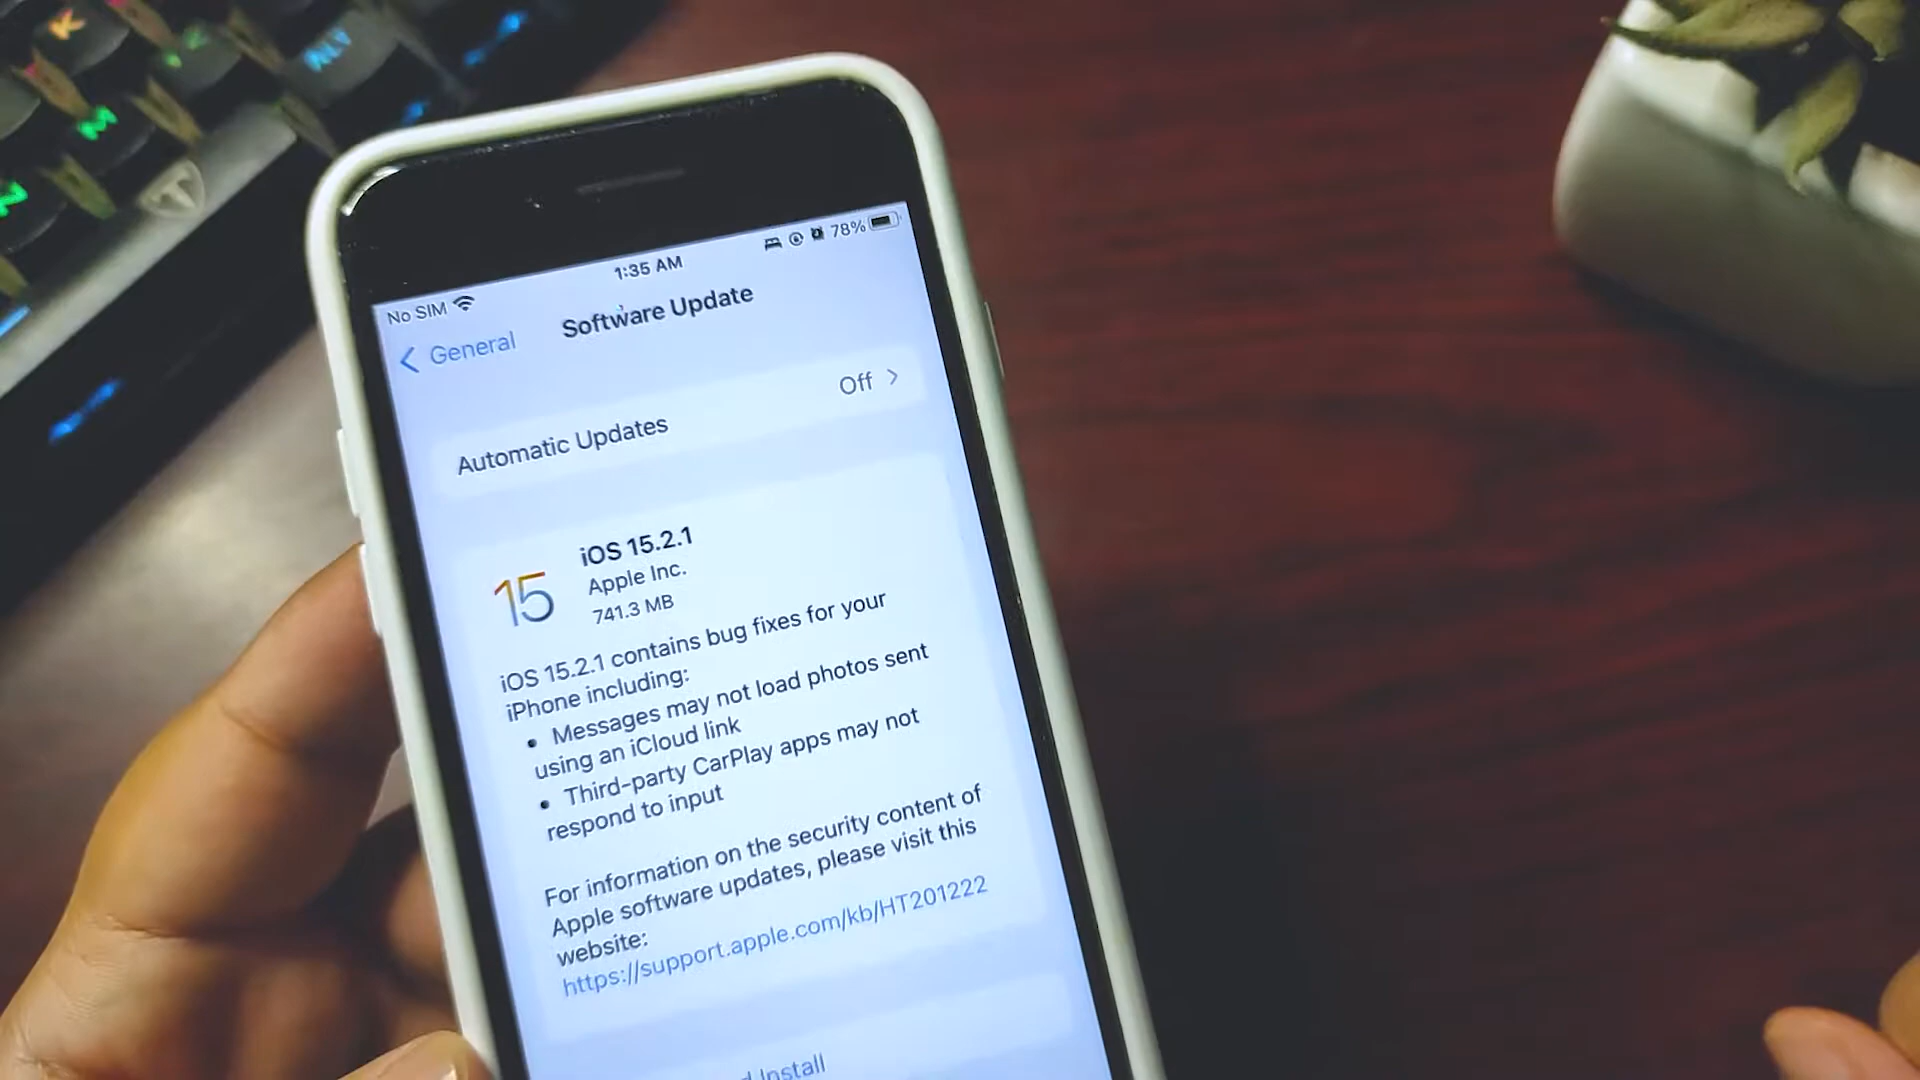 K
ALT
M
N
No SIM
1:35 AM
78%
General
Software Update
Automatic Updates
Off
15
iOS 15.2.1
Apple Inc.
741.3 MB
iOS 15.2.1 contains bug fixes for your
iPhone including:
• Messages may not load photos sent
using an iCloud link
• Third-party CarPlay apps may not
respond to input
For information on the security content of
Apple software updates, please visit this
website:
https://support.apple.com/kb/HT201222
Install